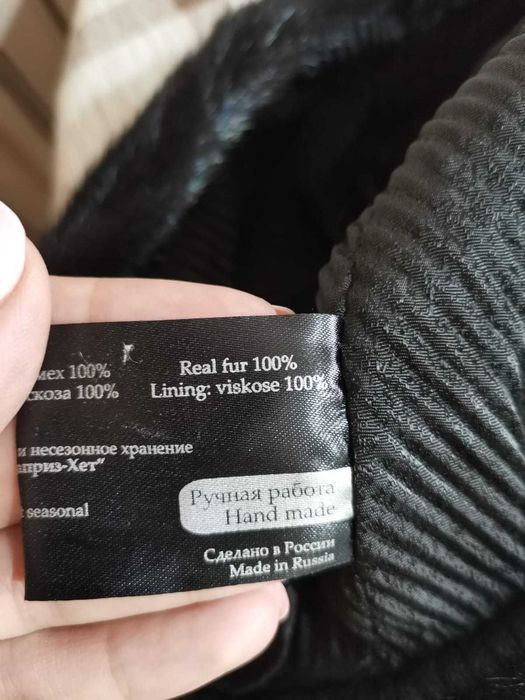 мех 100%
Real fur 100%
скоза 100%
Lining: viskose 100%
и несезонное хранение
априз-Хет"
seasonal
Ручная работа
Hand made
Сделано в России
Made in Russia